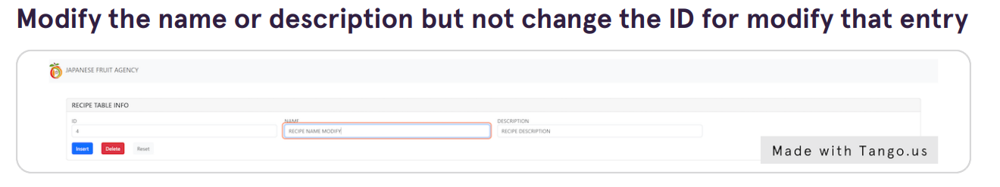 Modify the name or description but not change the ID for modify that entry
JAPANESE FRUIT AGENCY
RECIPE TABLE INFO
ID NAME DESCRIPTION
4 RECIPE NAME MODIFY RECIPE DESCRIPTION
Insert Delete Reset
Made with Tango.us